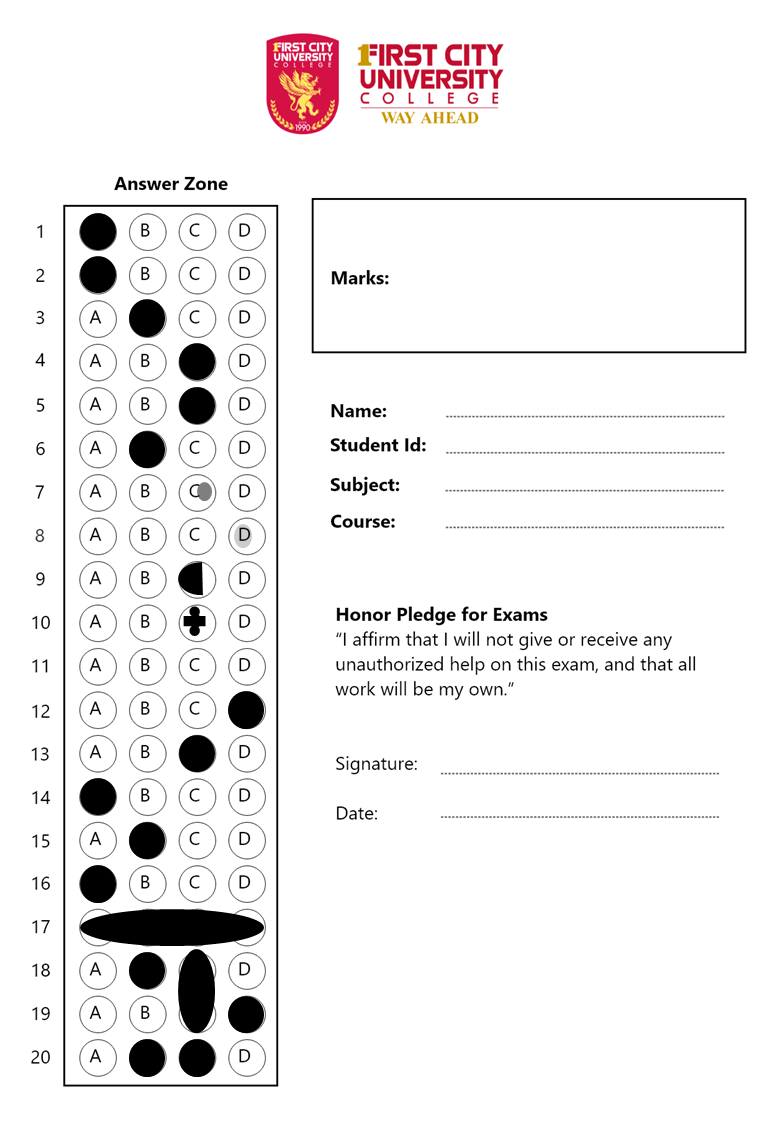 1FIRST CITY
UNIVERSITY
COLLEGE
SINCE
1990
1FIRST CITY
UNIVERSITY
COLLEGE
WAY AHEAD
Answer Zone
1 B C D
2 B C D
3 A C D
4 A B D
5 A B D
6 A C D
7 A B C D
8 A B C D
9 A B D
10 A B D
11 A B C D
12 A B C
13 A B D
14 B C D
15 A C D
16 B C D
17
18 A D
19 A B
20 A D
Marks:
Name:
Student Id:
Subject:
Course:
Honor Pledge for Exams
“I affirm that I will not give or receive any
unauthorized help on this exam, and that all
work will be my own.”
Signature:
Date: